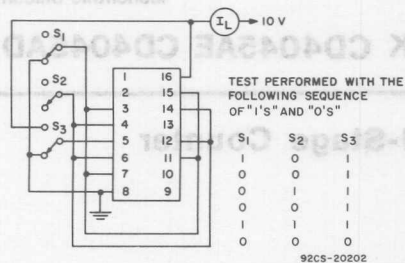 IL
10 V
S1
S2
S3
1 16
2 15
3 14
4 13
5 12
6 11
7 10
8 9
TEST PERFORMED WITH THE
FOLLOWING SEQUENCE
OF "1'S" AND "0'S"
S1 S2 S3
0 1 1
0 0 1
0 1 1
0 0 1
1 1 1
0 0 0
92CS-20202